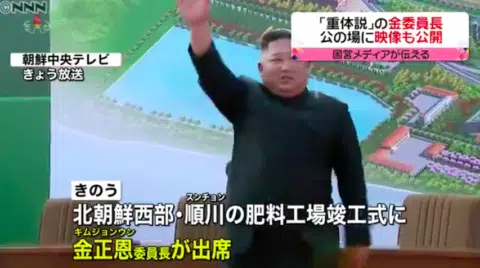 NNN
「重体説」の金委員長
公の場に映像も公開
国営メディアが伝える
朝鮮中央テレビ
きょう放送
きのう
スンチョン
北朝鮮西部・順川の肥料工場竣工式に
キムジョンウン
金正恩委員長が出席